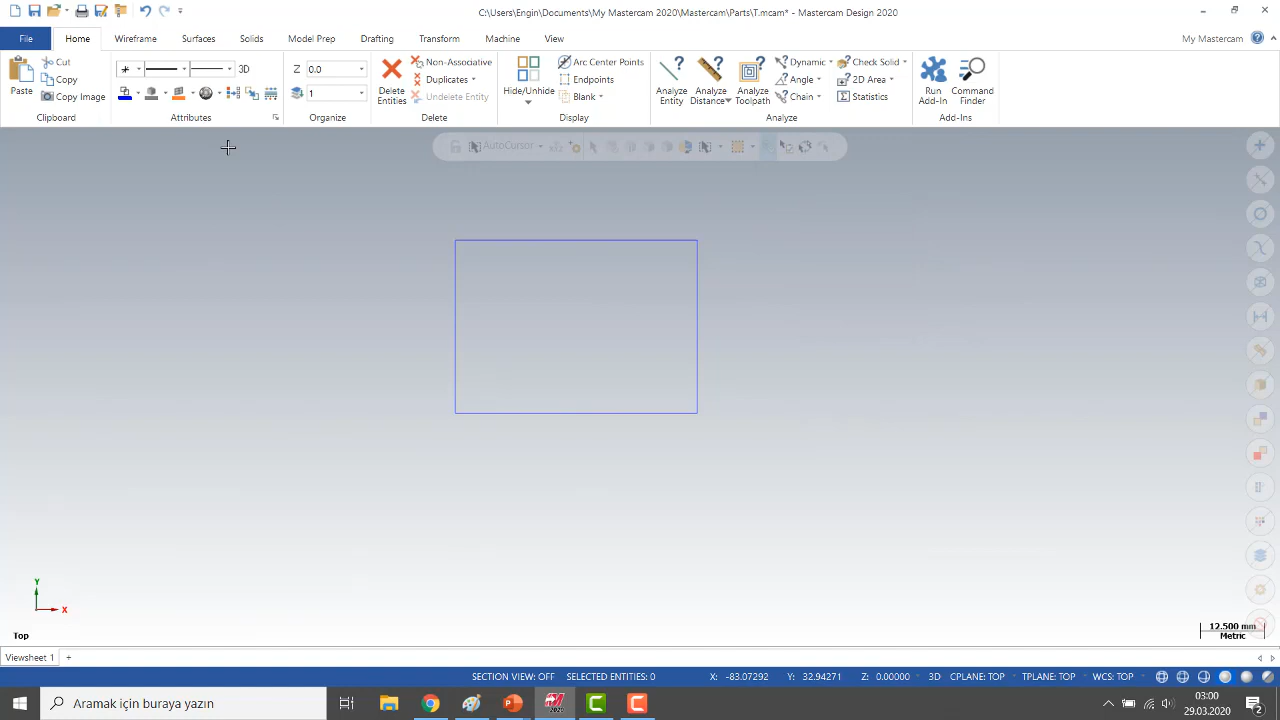 C:\Users\Engin\Documents\My Mastercam 2020\Mastercam\Parts\T.mcam* - Mastercam Design 2020
File Home Wireframe Surfaces Solids Model Prep Drafting Transform Machine View My Mastercam
Cut 3D Z 0.0 Non-Associative Arc Center Points Dynamic Check Solid
Copy Duplicates Endpoints Angle 2D Area
Paste Copy Image 1 Delete Entities Undelete Entity Hide/Unhide Blank Analyze Entity Analyze Distance Analyze Toolpath Chain Statistics Run Add-In Command Finder
Clipboard Attributes Organize Delete Display Analyze Add-Ins
AutoCursor
Y
X
Top
12.500 mm
Metric
Viewsheet 1 +
SECTION VIEW: OFF SELECTED ENTITIES: 0 X: -83.07292 Y: 32.94271 Z: 0.00000 3D CPLANE: TOP TPLANE: TOP WCS: TOP
Aramak için buraya yazın
2020
03:00
29.03.2020
2